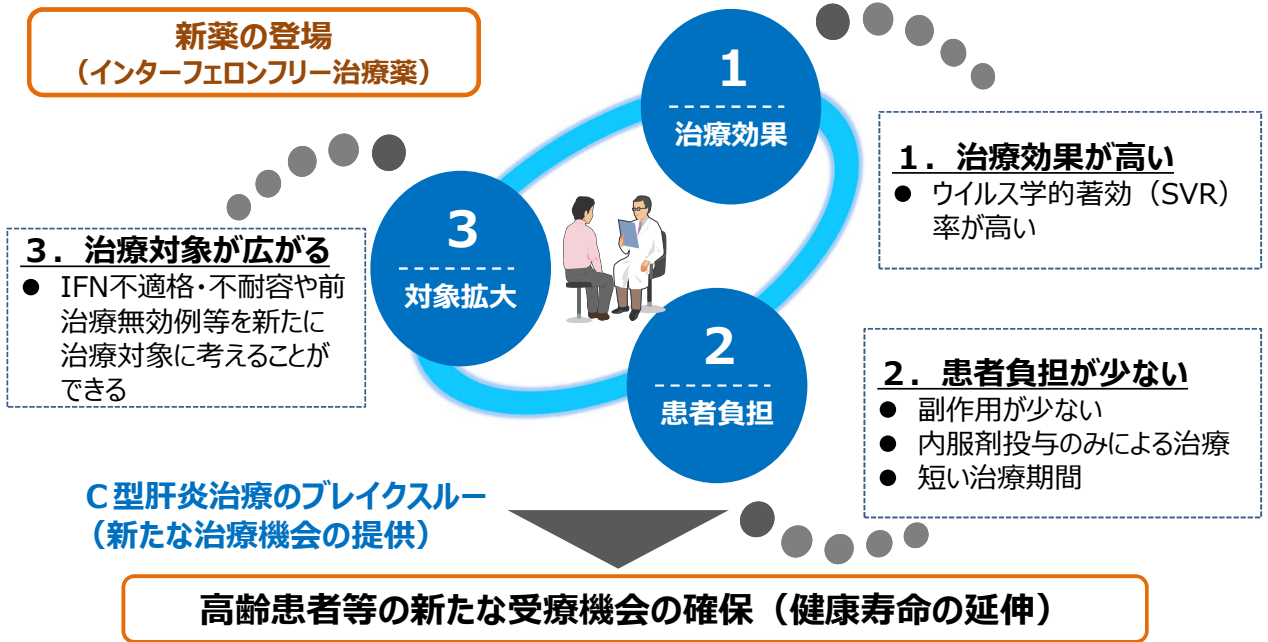 新薬の登場
（インターフェロンフリー治療薬）
1
治療効果
１．治療効果が高い
● ウイルス学的著効（SVR）
率が高い
2
患者負担
２．患者負担が少ない
● 副作用が少ない
● 内服剤投与のみによる治療
● 短い治療期間
3
対象拡大
３．治療対象が広がる
● IFN不適格・不耐容や前
治療無効例等を新たに
治療対象に考えることが
できる
Ｃ型肝炎治療のブレイクスルー
（新たな治療機会の提供）
高齢患者等の新たな受療機会の確保（健康寿命の延伸）